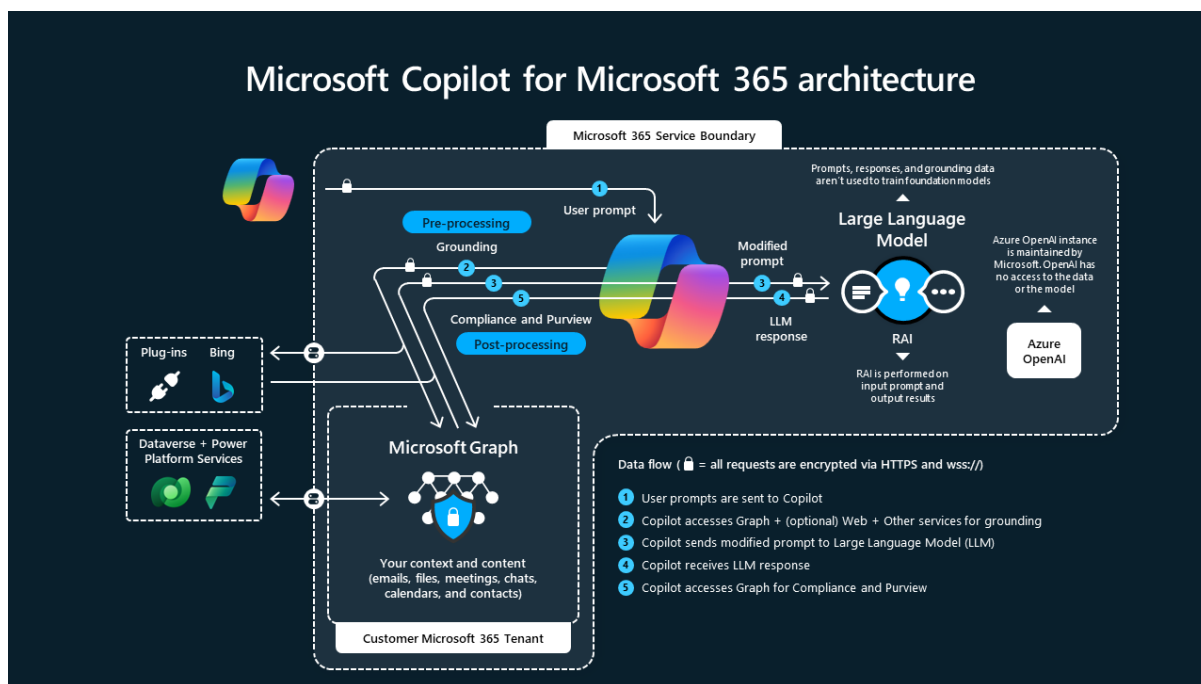 Microsoft Copilot for Microsoft 365 architecture
Microsoft 365 Service Boundary
1
User prompt
Pre-processing
Grounding
2
3
5
Compliance and Purview
Post-processing
Modified
prompt
3
4
LLM
response
Prompts, responses, and grounding data
aren't used to train foundation models
Large Language
Model
RAI
RAI is performed on
input prompt and
output results
Azure OpenAI instance
is maintained by
Microsoft. OpenAI has
no access to the data
or the model
Azure
OpenAI
Plug-ins
Bing
Dataverse + Power
Platform Services
Microsoft Graph
Your context and content
(emails, files, meetings, chats,
calendars, and contacts)
Customer Microsoft 365 Tenant
Data flow ( = all requests are encrypted via HTTPS and wss://)
1 User prompts are sent to Copilot
2 Copilot accesses Graph + (optional) Web + Other services for grounding
3 Copilot sends modified prompt to Large Language Model (LLM)
4 Copilot receives LLM response
5 Copilot accesses Graph for Compliance and Purview